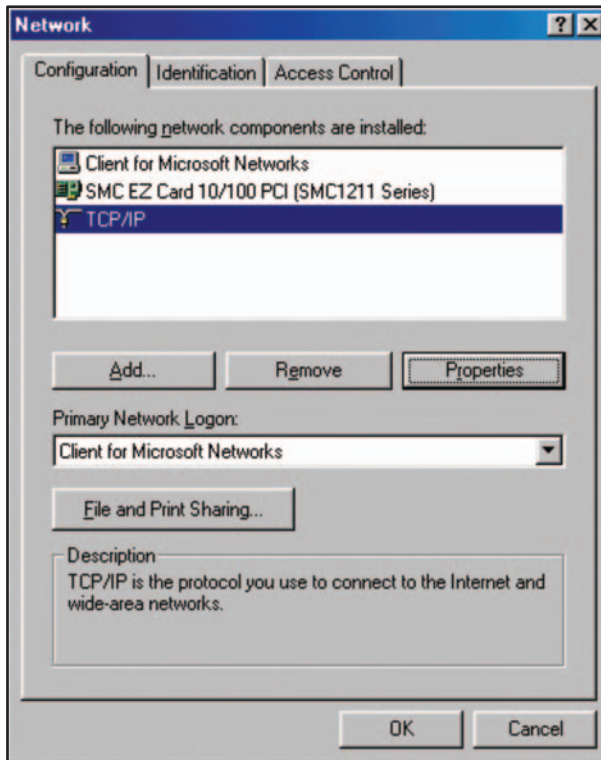 Network
Configuration Identification Access Control
The following network components are installed:
Client for Microsoft Networks
SMC EZ Card 10/100 PCI (SMC1211 Series)
TCP/IP
Add... Remove Properties
Primary Network Logon:
Client for Microsoft Networks
File and Print Sharing...
Description
TCP/IP is the protocol you use to connect to the Internet and
wide-area networks.
OK Cancel